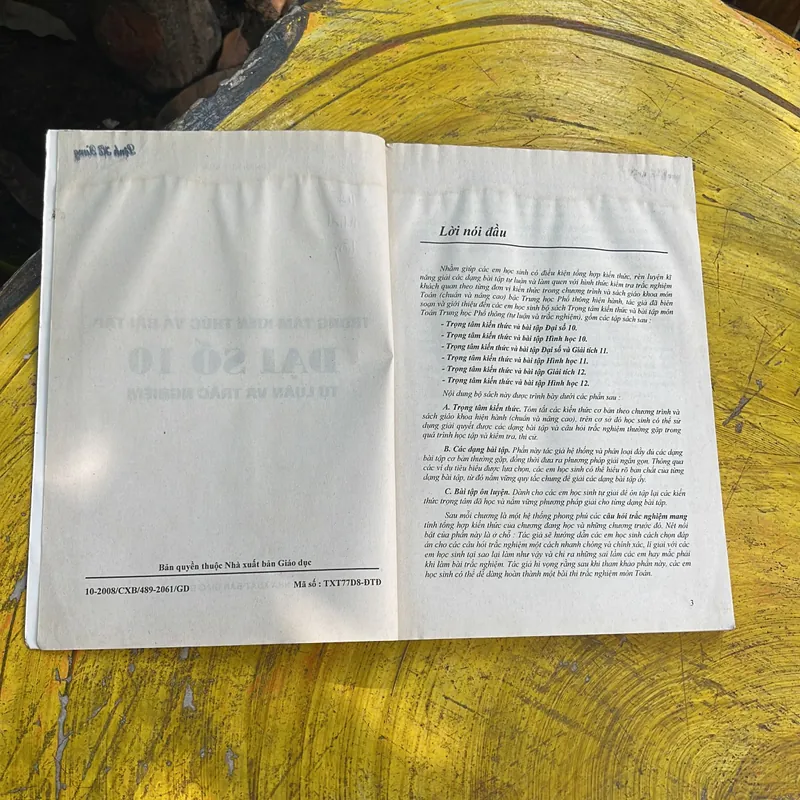 Bản quyền thuộc Nhà xuất bản Giáo dục
10-2008/CXB/489-2061/GD Mã số : TXT77D8-ĐTD
Lời nói đầu
Nhằm giúp các em học sinh có điều kiện tổng hợp kiến thức, rèn luyện kĩ
năng giải các dạng bài tập tự luận và làm quen với hình thức kiểm tra trắc nghiệm
khách quan theo từng đơn vị kiến thức trong chương trình và sách giáo khoa môn
Toán (chuẩn và nâng cao) bậc Trung học Phổ thông hiện hành, tác giả đã biên
soạn và giới thiệu đến các em học sinh bộ sách Trọng tâm kiến thức và bài tập môn
Toán Trung học Phổ thông (tự luận và trắc nghiệm), gồm các tập sách sau :
- Trọng tâm kiến thức và bài tập Đại số 10.
- Trọng tâm kiến thức và bài tập Hình học 10.
- Trọng tâm kiến thức và bài tập Đại số và Giải tích 11.
- Trọng tâm kiến thức và bài tập Hình học 11.
- Trọng tâm kiến thức và bài tập Giải tích 12.
- Trọng tâm kiến thức và bài tập Hình học 12.
Nội dung bộ sách này được trình bày dưới các phần sau :
A. Trọng tâm kiến thức. Tóm tắt các kiến thức cơ bản theo chương trình và
sách giáo khoa hiện hành (chuẩn và nâng cao), trên cơ sở đó học sinh có thể sử
dụng giải quyết được các dạng bài tập và câu hỏi trắc nghiệm thường gặp trong
quá trình học tập và kiểm tra, thi cử.
B. Các dạng bài tập. Phần này tác giả hệ thống và phân loại đầy đủ các dạng
bài tập cơ bản thường gặp, đồng thời đưa ra phương pháp giải ngắn gọn. Thông qua
các ví dụ tiêu biểu được lựa chọn, các em học sinh có thể hiểu rõ bản chất của từng
dạng bài tập, từ đó nắm vững quy tắc chung để giải các dạng bài tập ấy.
C. Bài tập ôn luyện. Dành cho các em học sinh tự giải để ôn tập lại các kiến
thức trọng tâm đã học và nắm vững phương pháp giải cho từng dạng bài tập.
Sau mỗi chương là một hệ thống phong phú các câu hỏi trắc nghiệm mang
tính tổng hợp kiến thức của chương đang học và những chương trước đó. Nét nổi
bật của phần này là ở chỗ : Tác giả sẽ hướng dẫn các em học sinh cách chọn đáp
án cho các câu hỏi trắc nghiệm một cách nhanh chóng và chính xác, lí giải với các
em học sinh tại sao lại làm như vậy và chỉ ra những sai lầm các em hay mắc phải
khi làm bài trắc nghiệm. Tác giả hi vọng rằng sau khi tham khảo phần này, các em
học sinh có thể dễ dàng hoàn thành một bài thi trắc nghiệm môn Toán.
3